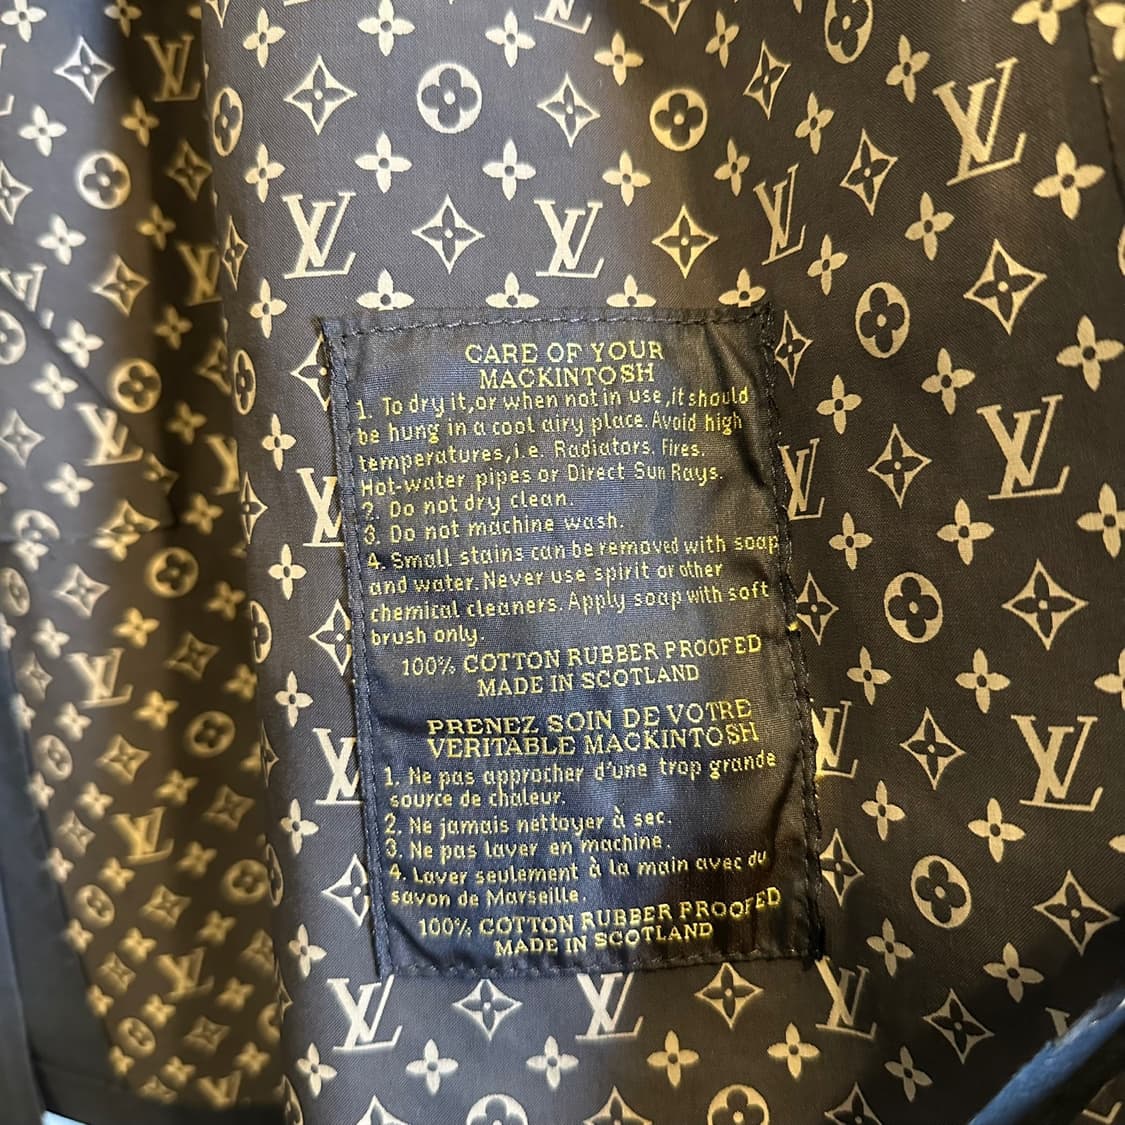 CARE OF YOUR
MACKINTOSH
1. To dry it, or when not in use, it should
be hung in a cool airy place. Avoid high
temperatures, i.e. Radiators. Fires.
Hot-water pipes or Direct Sun Rays.
2. Do not dry clean.
3. Do not machine wash.
4. Small stains can be removed with soap
and water. Never use spirit or other
chemical cleaners. Apply soap with soft
brush only.
100% COTTON RUBBER PROOFED
MADE IN SCOTLAND
PRENEZ SOIN DE VOTRE
VERITABLE MACKINTOSH
1. Ne pas approcher d'une trop grande
source de chaleur.
2. Ne jamais nettoyer à sec.
3. Ne pas laver en machine.
4. Laver seulement à la main avec du
savon de Marseille.
100% COTTON RUBBER PROOFED
MADE IN SCOTLAND